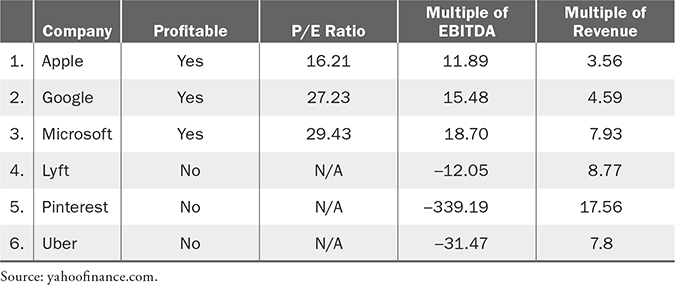 Company Profitable P/E Ratio Multiple of EBITDA Multiple of Revenue
1. Apple Yes 16.21 11.89 3.56
2. Google Yes 27.23 15.48 4.59
3. Microsoft Yes 29.43 18.70 7.93
4. Lyft No N/A –12.05 8.77
5. Pinterest No N/A –339.19 17.56
6. Uber No N/A –31.47 7.8
Source: yahoofinance.com.